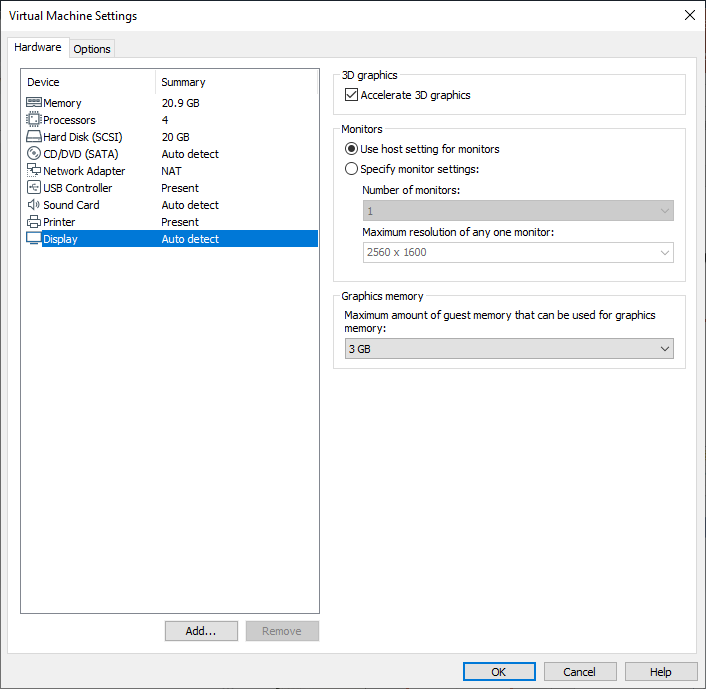 Virtual Machine Settings
Hardware
Options
Device Summary
Memory 20.9 GB
Processors 4
Hard Disk (SCSI) 20 GB
CD/DVD (SATA) Auto detect
Network Adapter NAT
USB Controller Present
Sound Card Auto detect
Printer Present
Display Auto detect
Add...
Remove
3D graphics
Accelerate 3D graphics
Monitors
Use host setting for monitors
Specify monitor settings:
Number of monitors:
1
Maximum resolution of any one monitor:
2560 x 1600
Graphics memory
Maximum amount of guest memory that can be used for graphics
memory:
3 GB
OK
Cancel
Help